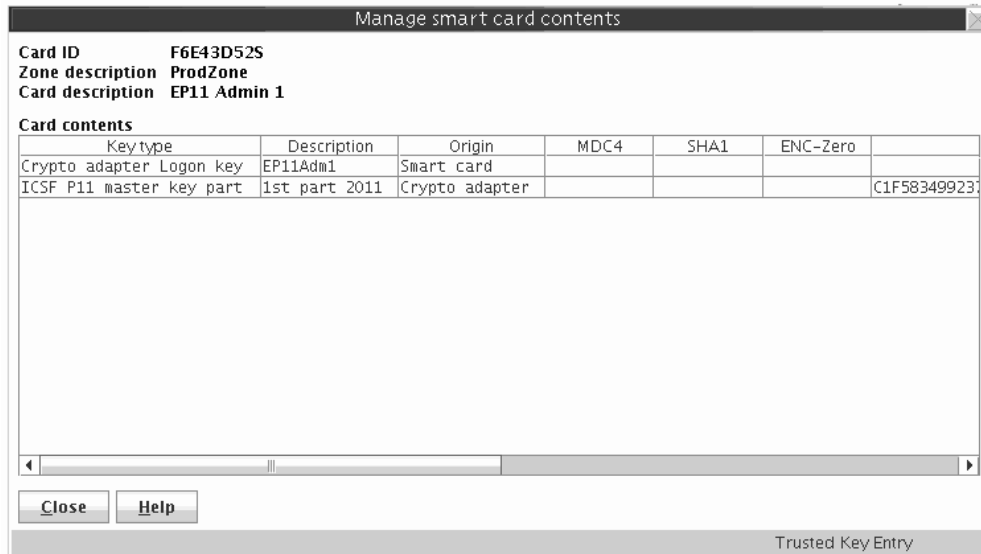 Manage smart card contents
Card ID F6E43D52S
Zone description ProdZone
Card description EP11 Admin 1
Card contents
Key type Description Origin MDC4 SHA1 ENC-Zero
Crypto adapter Logon key EP11Adm1 Smart card
ICSF P11 master key part 1st part 2011 Crypto adapter C1F583499237
Close Help
Trusted Key Entry